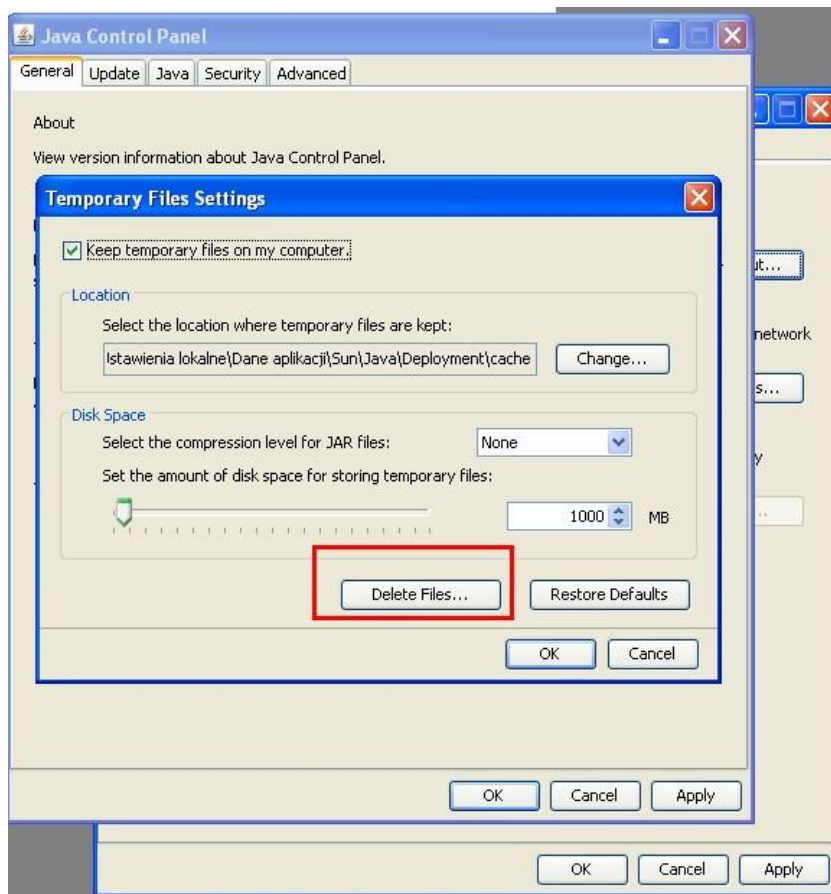 Java Control Panel
General Update Java Security Advanced
About
View version information about Java Control Panel.
Temporary Files Settings
Keep temporary files on my computer.
Location
Select the location where temporary files are kept:
stawienia lokalne\Dane aplikacji\Sun\Java\Deployment\cache Change...
network
s...
Disk Space
Select the compression level for JAR files: None
y
Set the amount of disk space for storing temporary files:
1000 MB
Delete Files... Restore Defaults
OK Cancel
OK Cancel Apply
OK Cancel Apply